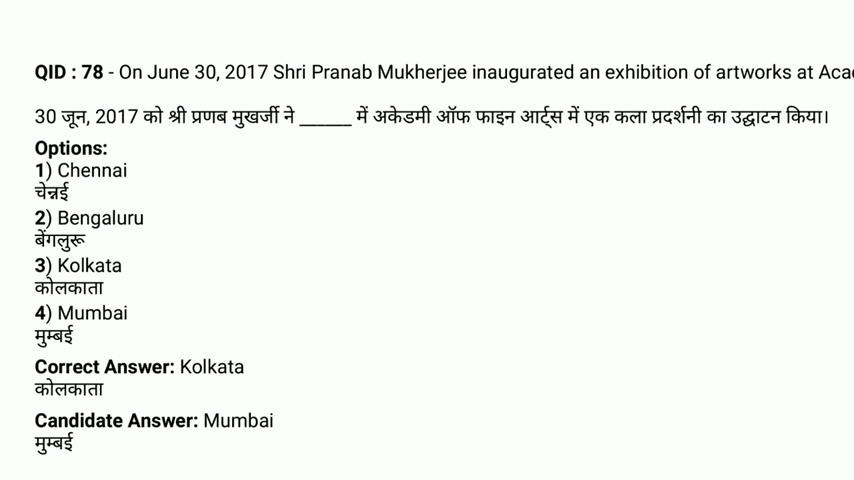 QID : 78 - On June 30, 2017 Shri Pranab Mukherjee inaugurated an exhibition of artworks at
30 जून, 2017 को श्री प्रणब मुखर्जी ने ______ में अकेडमी ऑफ फाइन आर्ट्स में एक कला प्रदर्शनी का उद्घाटन किया।
Options:
1) Chennai
चेन्नई
2) Bengaluru
बेंगलुरू
3) Kolkata
कोलकाता
4) Mumbai
मुम्बई
Correct Answer: Kolkata
कोलकाता
Candidate Answer: Mumbai
मुम्बई